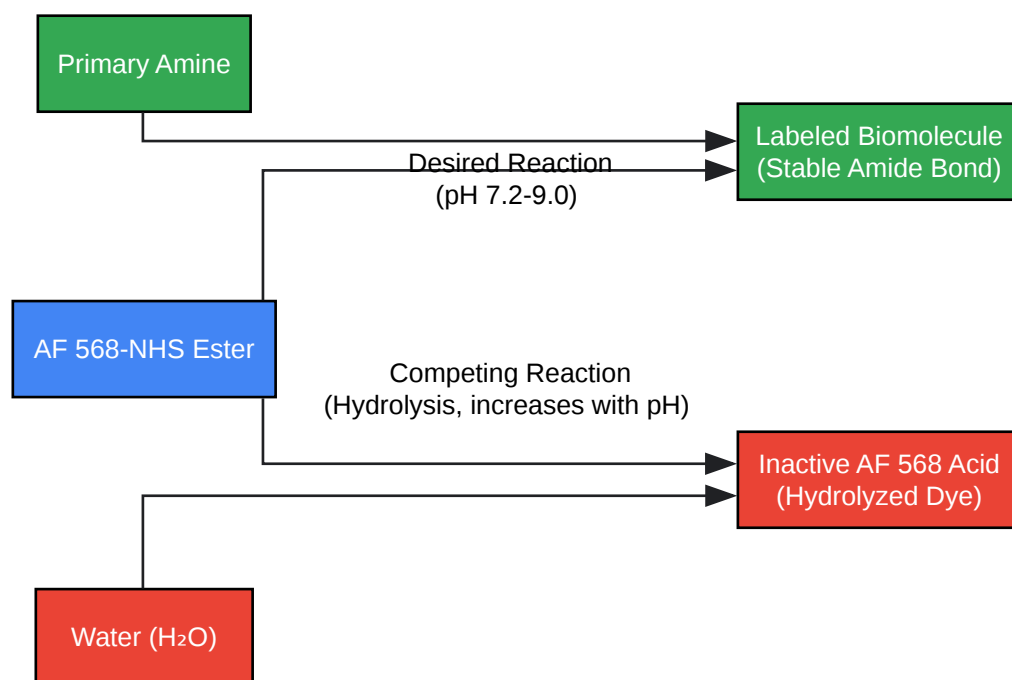 Primary Amine
Labeled Biomolecule
(Stable Amide Bond)
Desired Reaction
(pH 7.2-9.0)
AF 568-NHS Ester
Competing Reaction
(Hydrolysis, increases with pH)
Inactive AF 568 Acid
(Hydrolyzed Dye)
Water (H₂O)